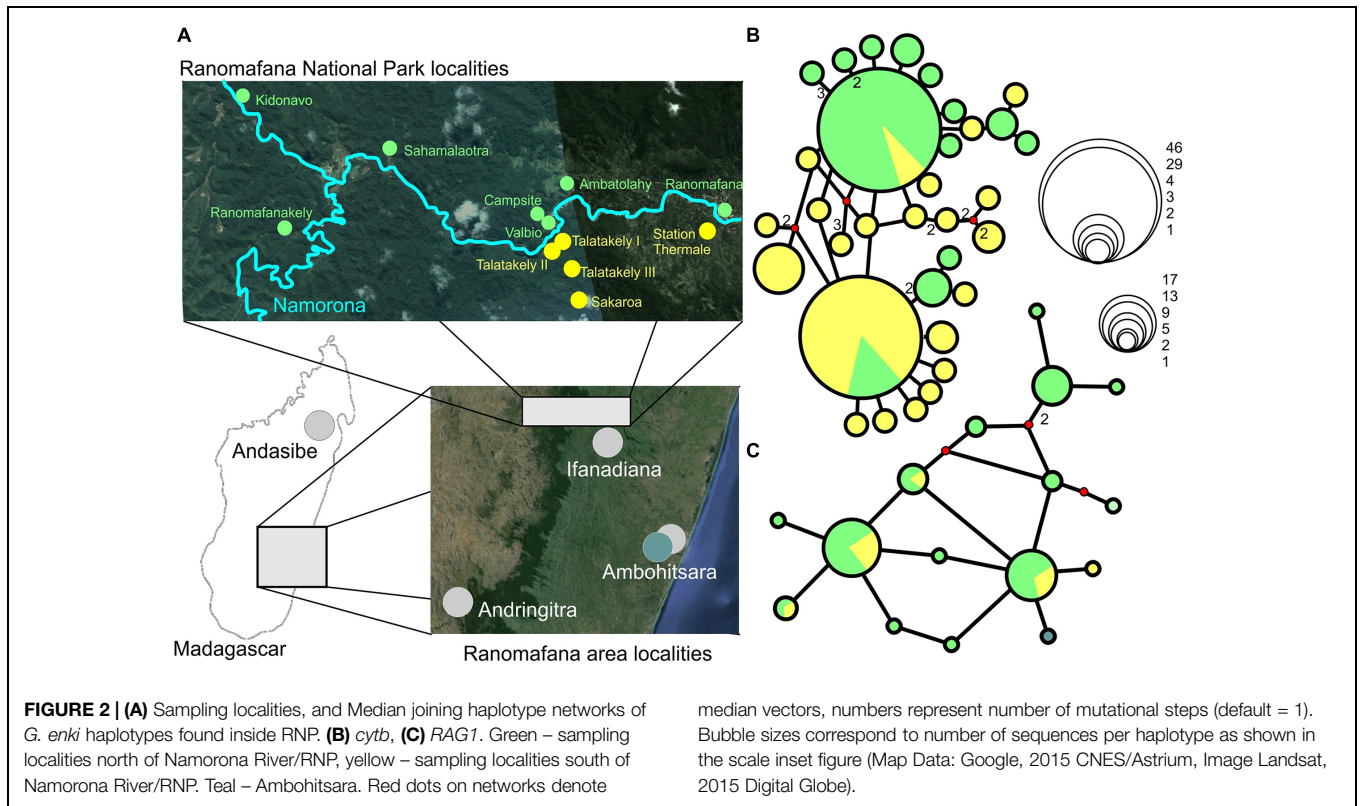 A
Ranomafana National Park localities
Kidonavo
Sahamalaotra
Ambatolahy
Ranomafana
Campsite
Ranomafanakely
Valbio
Station
Thermale
Talatakely I
Talatakely II
Talatakely III
Namorona
Sakaroa
Andasibe
Ifanadiana
Ambohitsara
Andringitra
Madagascar
Ranomafana area localities
B
2
3
46
29
4
3
2
1
2
3
2
2
2
2
17
13
9
5
2
1
2
C
FIGURE 2 | (A) Sampling localities, and Median joining haplotype networks of
G. enki haplotypes found inside RNP. (B) cytb, (C) RAG1. Green – sampling
localities north of Namorona River/RNP, yellow – sampling localities south of
Namorona River/RNP. Teal – Ambohitsara. Red dots on networks denote
median vectors, numbers represent number of mutational steps (default = 1).
Bubble sizes correspond to number of sequences per haplotype as shown in
the scale inset figure (Map Data: Google, 2015 CNES/Astrium, Image Landsat,
2015 Digital Globe).